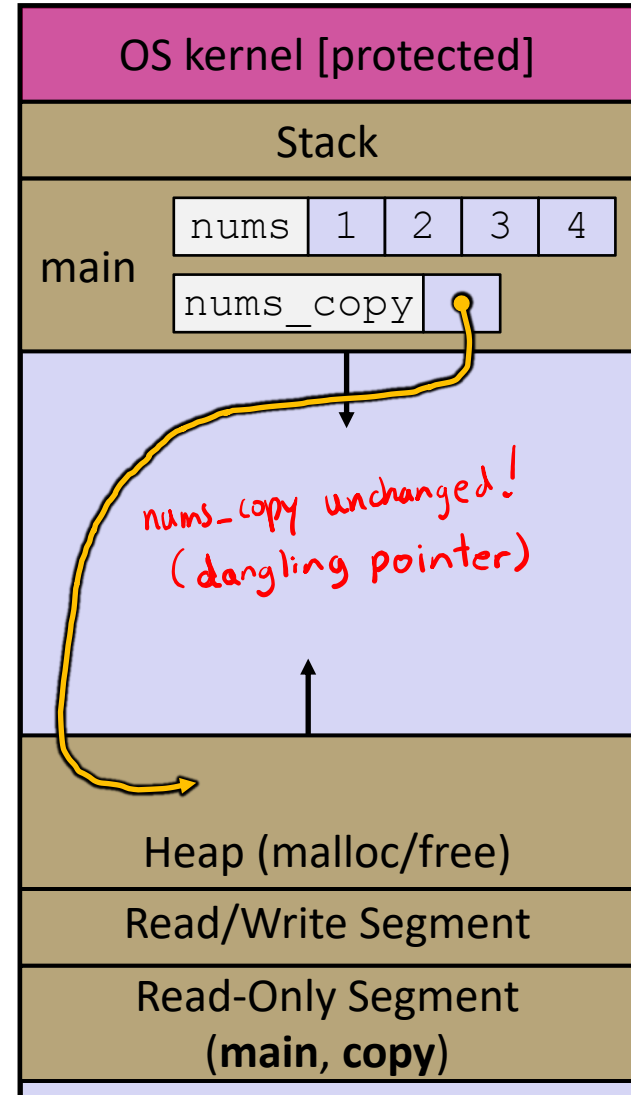 OS kernel [protected]
Stack
main
nums 1 2 3 4
nums_copy
nums_copy unchanged!
(dangling pointer)
Heap (malloc/free)
Read/Write Segment
Read-Only Segment
(main, copy)